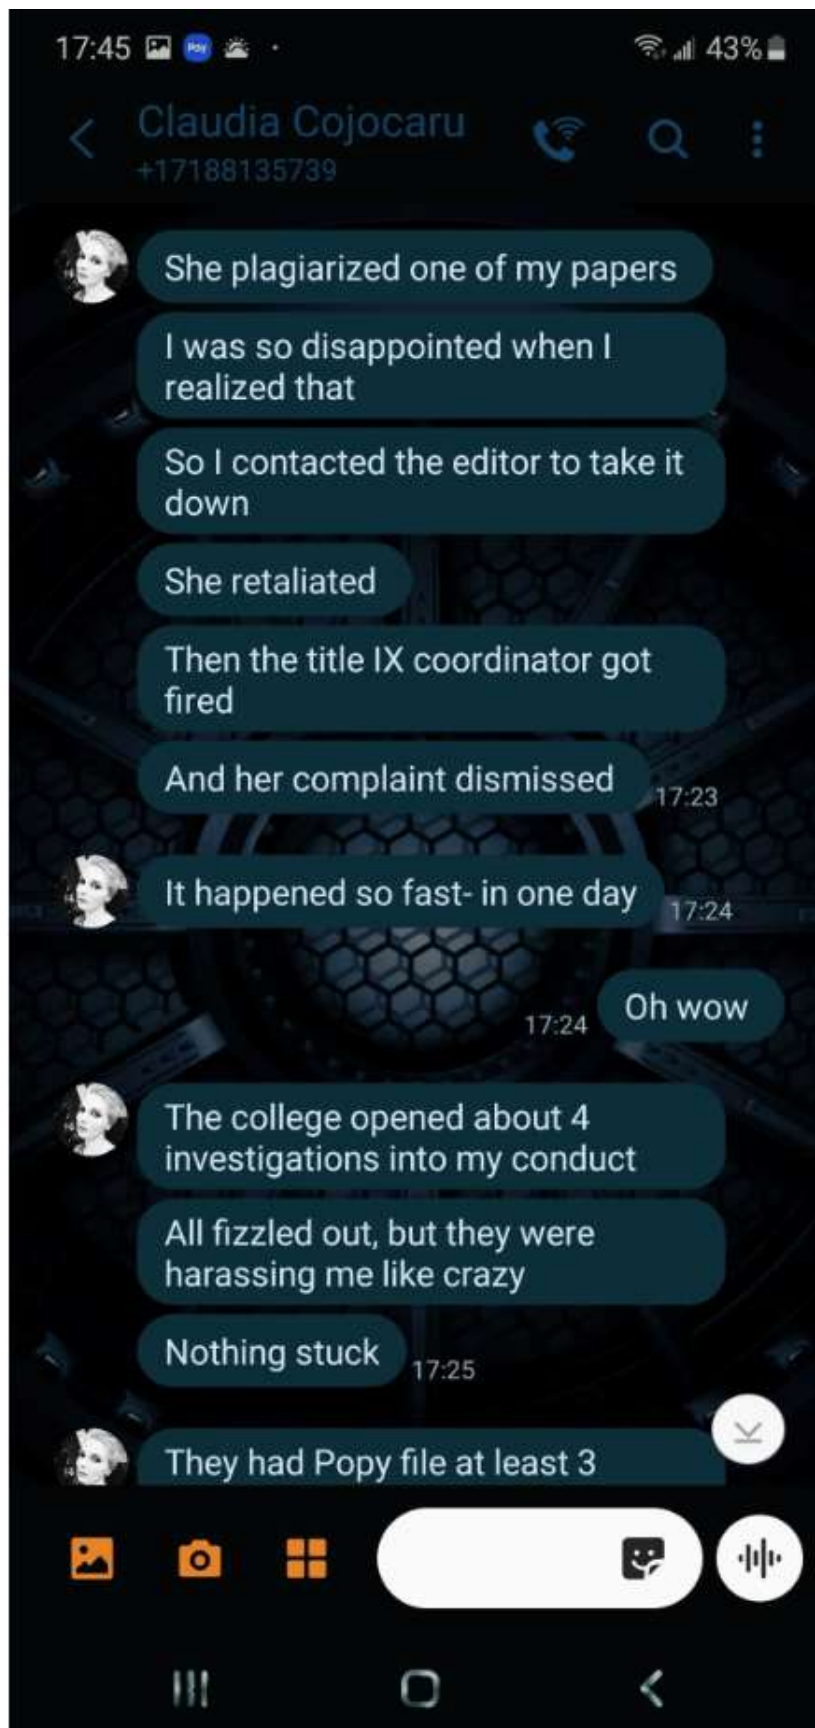 17:45
Pay
43%
Claudia Cojocaru
+17188135739
She plagiarized one of my papers
I was so disappointed when I
realized that
So I contacted the editor to take it
down
She retaliated
Then the title IX coordinator got
fired
And her complaint dismissed
17:23
It happened so fast- in one day
17:24
Oh wow
17:24
The college opened about 4
investigations into my conduct
All fizzled out, but they were
harassing me like crazy
Nothing stuck
17:25
They had Popy file at least 3